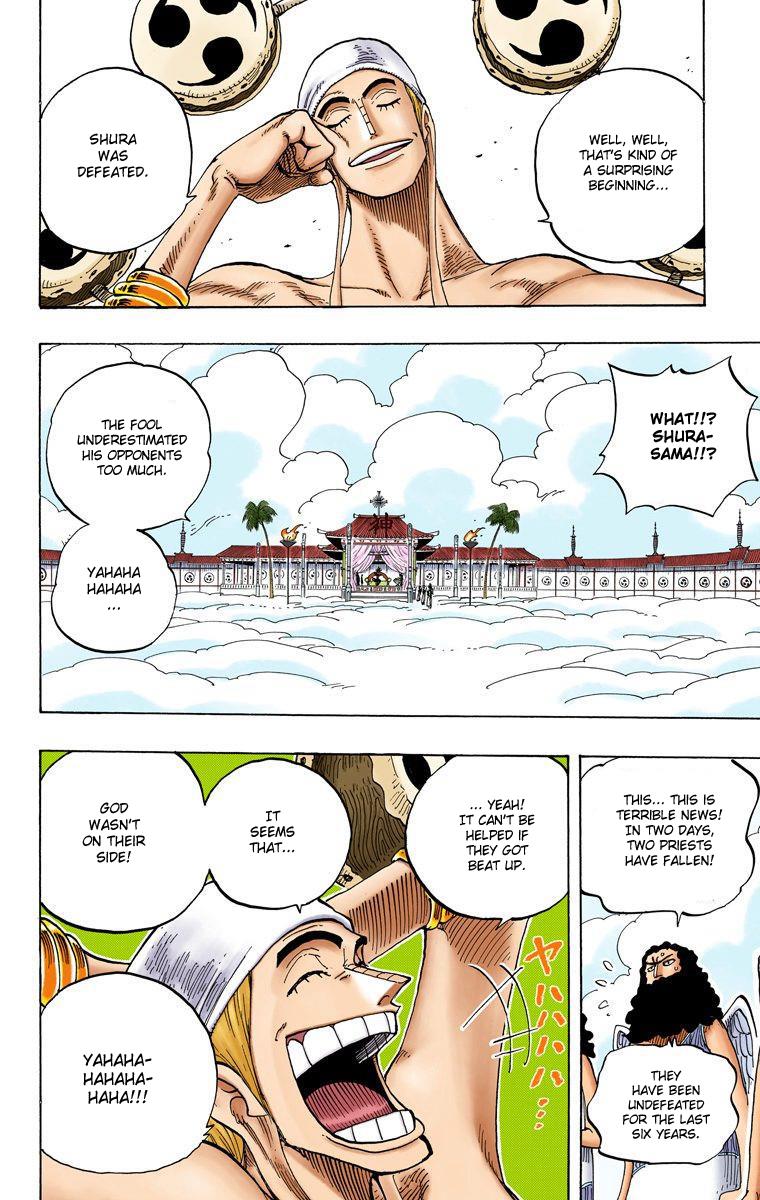 WELL, WELL,
THAT'S KIND OF
A SURPRISING
BEGINNING...
SHURA
WAS
DEFEATED.
WHAT!!?
SHURA-
SAMA!!?
神
THE FOOL
UNDERESTIMATED
HIS OPPONENTS
TOO MUCH.
YAHAHA
HAHAHA
...
THIS... THIS IS
TERRIBLE NEWS!
IN TWO DAYS,
TWO PRIESTS
HAVE FALLEN!
THEY
HAVE BEEN
UNDEFEATED
FOR THE LAST
SIX YEARS.
... YEAH!
IT CAN'T BE
HELPED IF
THEY GOT
BEAT UP.
IT
SEEMS
THAT...
GOD
WASN'T
ON THEIR
SIDE!
ヤハハハハ...
YAHAHA-
HAHAHA-
HAHA!!!